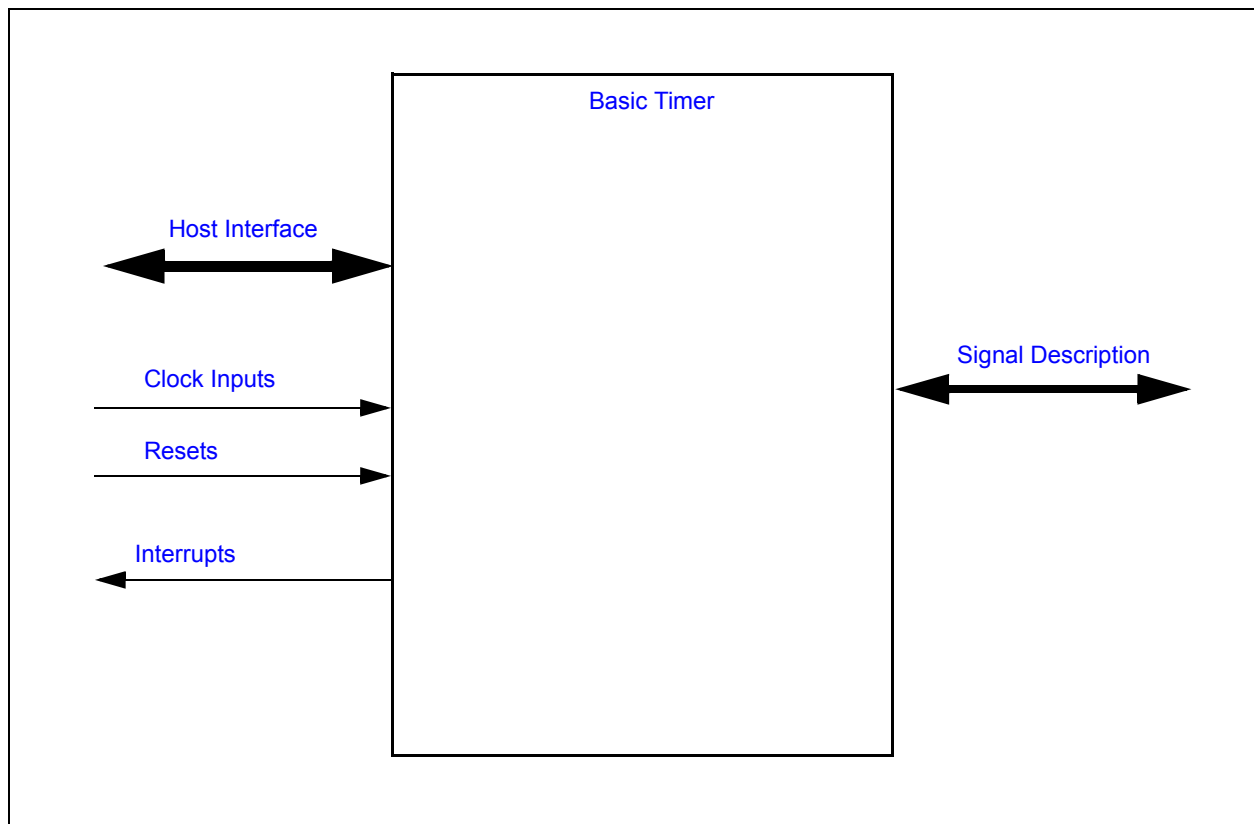 Basic Timer
Host Interface
Signal Description
Clock Inputs
Resets
Interrupts